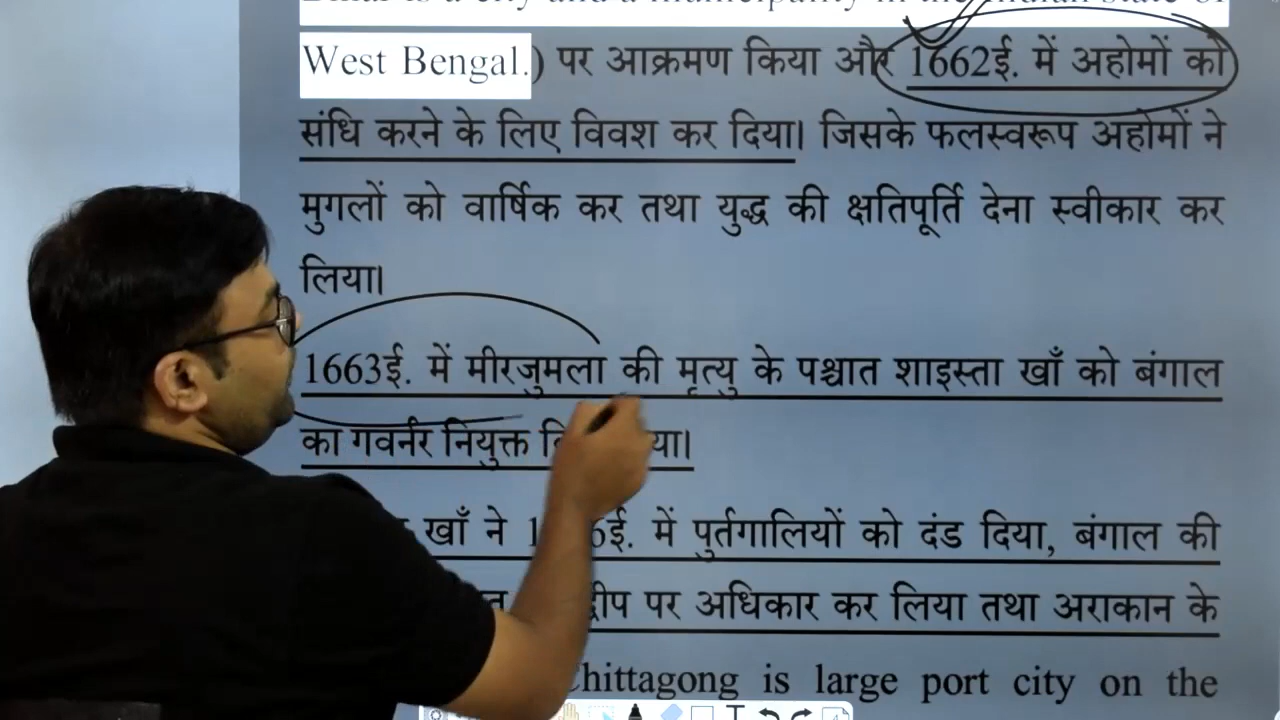 West Bengal.) पर आक्रमण किया और 1662ई. में अहोमों को
संधि करने के लिए विवश कर दिया। जिसके फलस्वरूप अहोमों ने
मुगलों को वार्षिक कर तथा युद्ध की क्षतिपूर्ति देना स्वीकार कर
लिया।
1663ई. में मीरजुमला की मृत्यु के पश्चात शाइस्ता खाँ को बंगाल
का गवर्नर नियुक्त
खाँ ने ई. में पुर्तगालियों को दंड दिया, बंगाल की
पर अधिकार कर लिया तथा अराकान के
Chittagong is large port city on the